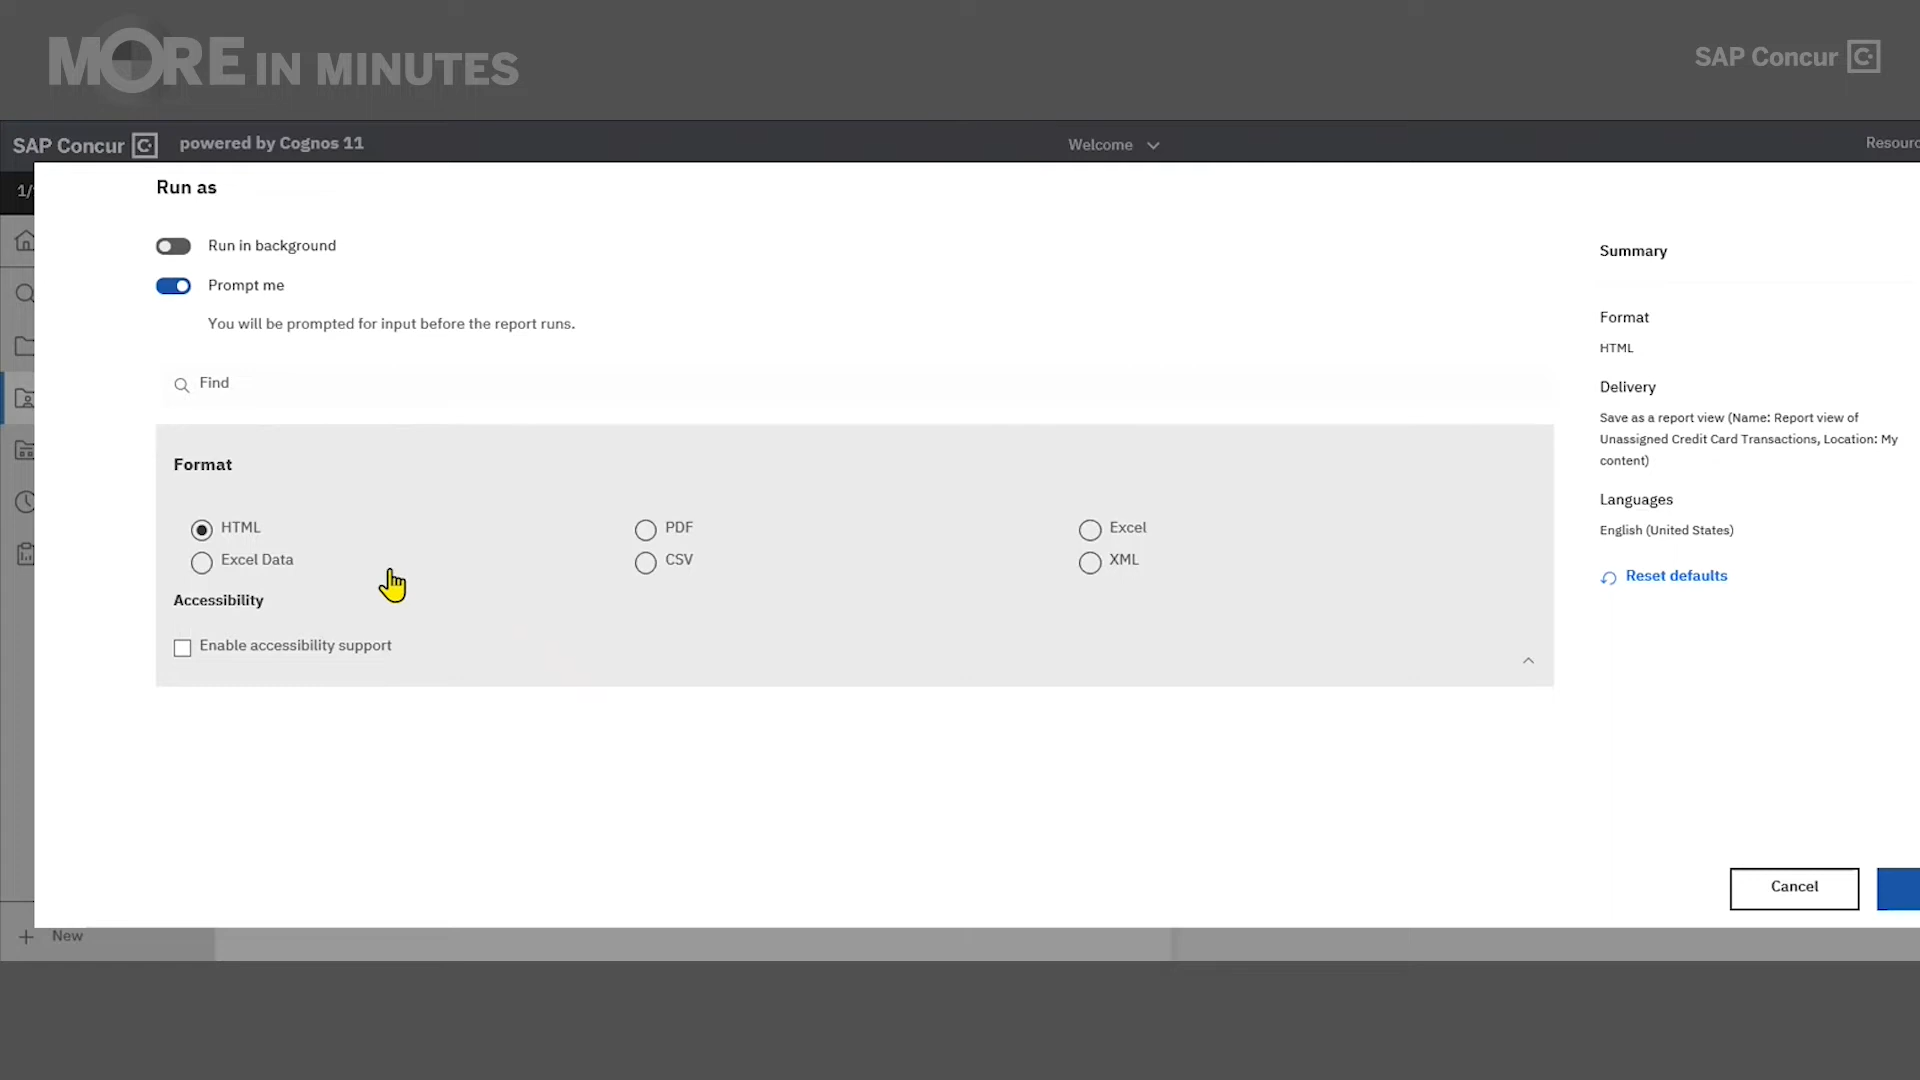 MORE IN MINUTES
SAP Concur
SAP Concur powered by Cognos 11
Welcome
Run as
Run in background
Prompt me
You will be prompted for input before the report runs.
Find
Format
HTML
PDF
Excel
Excel Data
CSV
XML
Accessibility
Enable accessibility support
Summary
Format
HTML
Delivery
Save as a report view (Name: Report view of
Unassigned Credit Card Transactions, Location: My
content)
Languages
English (United States)
Reset defaults
Cancel
New